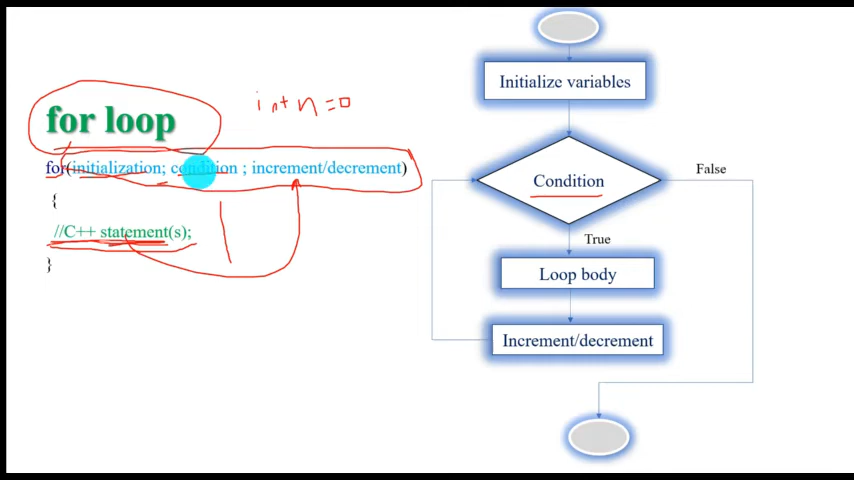 for loop
int n=0
for(initialization; condition ; increment/decrement)
{
//C++ statement(s);
}
Initialize variables
Condition
False
True
Loop body
Increment/decrement